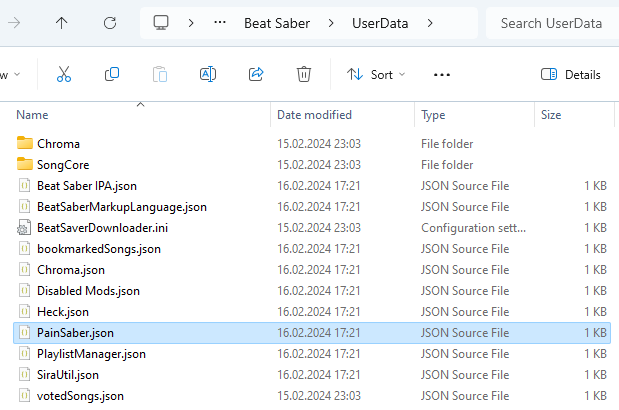 … Beat Saber UserData Search UserData
w Sort ... Details
Name Date modified Type Size
Chroma 15.02.2024 23:03 File folder
SongCore 15.02.2024 23:03 File folder
Beat Saber IPA.json 16.02.2024 17:21 JSON Source File 1 KB
BeatSaverMarkupLanguage.json 16.02.2024 17:21 JSON Source File 1 KB
BeatSaverDownloader.ini 15.02.2024 23:03 Configuration sett... 1 KB
bookmarkedSongs.json 16.02.2024 17:21 JSON Source File 1 KB
Chroma.json 16.02.2024 17:21 JSON Source File 1 KB
Disabled Mods.json 16.02.2024 17:21 JSON Source File 1 KB
Heck.json 16.02.2024 17:21 JSON Source File 1 KB
PainSaber.json 16.02.2024 17:21 JSON Source File 1 KB
PlaylistManager.json 16.02.2024 17:21 JSON Source File 1 KB
SiraUtil.json 16.02.2024 17:21 JSON Source File 1 KB
votedSongs.json 15.02.2024 23:03 JSON Source File 1 KB